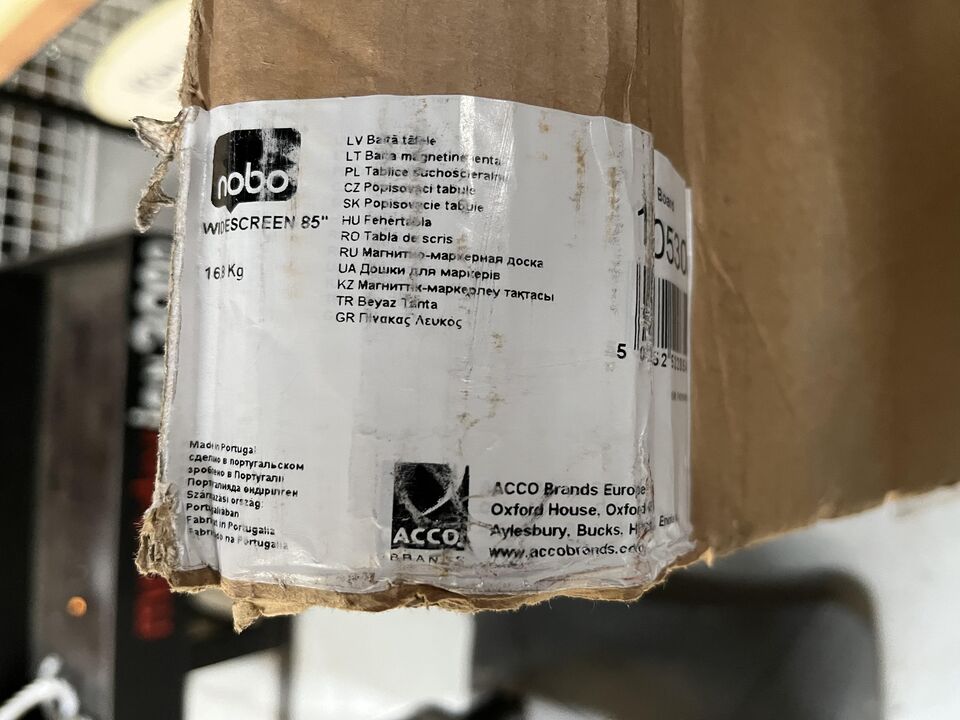 nobo
WIDESCREEN 85"
LV Baltā tāfele
LT Balta magnetinė lenta
PL Tablice suchościeralne
CZ Popisovací tabule
SK Popisovacie tabule
HU Fehértábla
RO Tabla de scris
RU Магнитно-маркерная доска
UA Дошки для маркерів
KZ Магниттік-маркерлеу тақтасы
TR Beyaz Tahta
GR Πίνακας Λευκός
Board
Made in Portugal
сделано в португальском
зроблено в Португалії
Португалияда өндірілген
Származási ország:
Portugáliában
Fabricat în Portugalia
Fabricado na Portugalia
ACCO
BRANDS
ACCO Brands Europe
Oxford House, Oxford
Aylesbury, Bucks,
www.accobrands.com